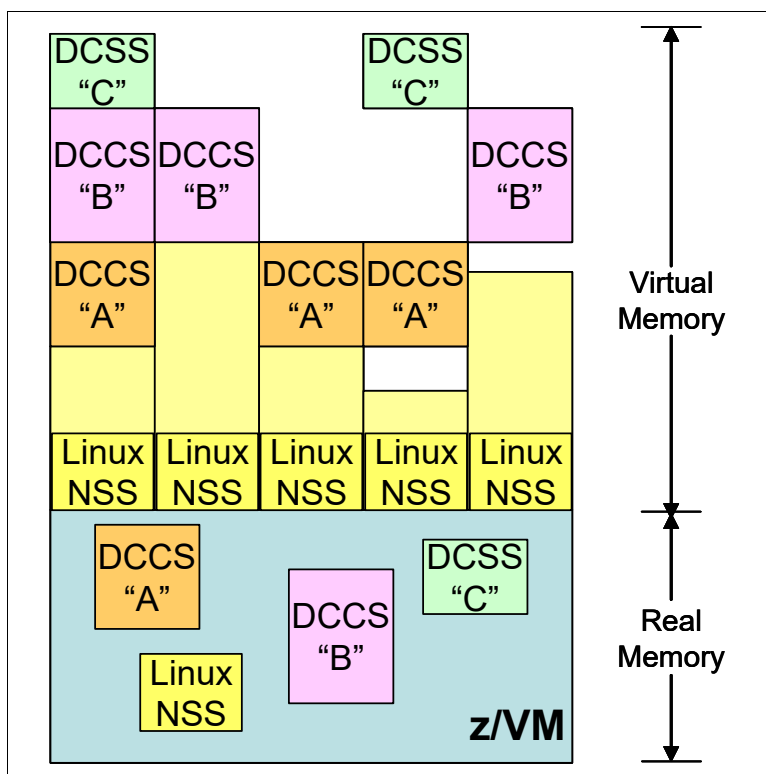 DCSS
“C”
DCSS
“C”
DCCS
“B”
DCCS
“B”
DCCS
“B”
DCCS
“A”
DCCS
“A”
DCCS
“A”
Virtual
Memory
Linux
NSS
Linux
NSS
Linux
NSS
Linux
NSS
Linux
NSS
DCCS
“A”
DCSS
“C”
DCCS
“B”
Linux
NSS
z/VM
Real
Memory